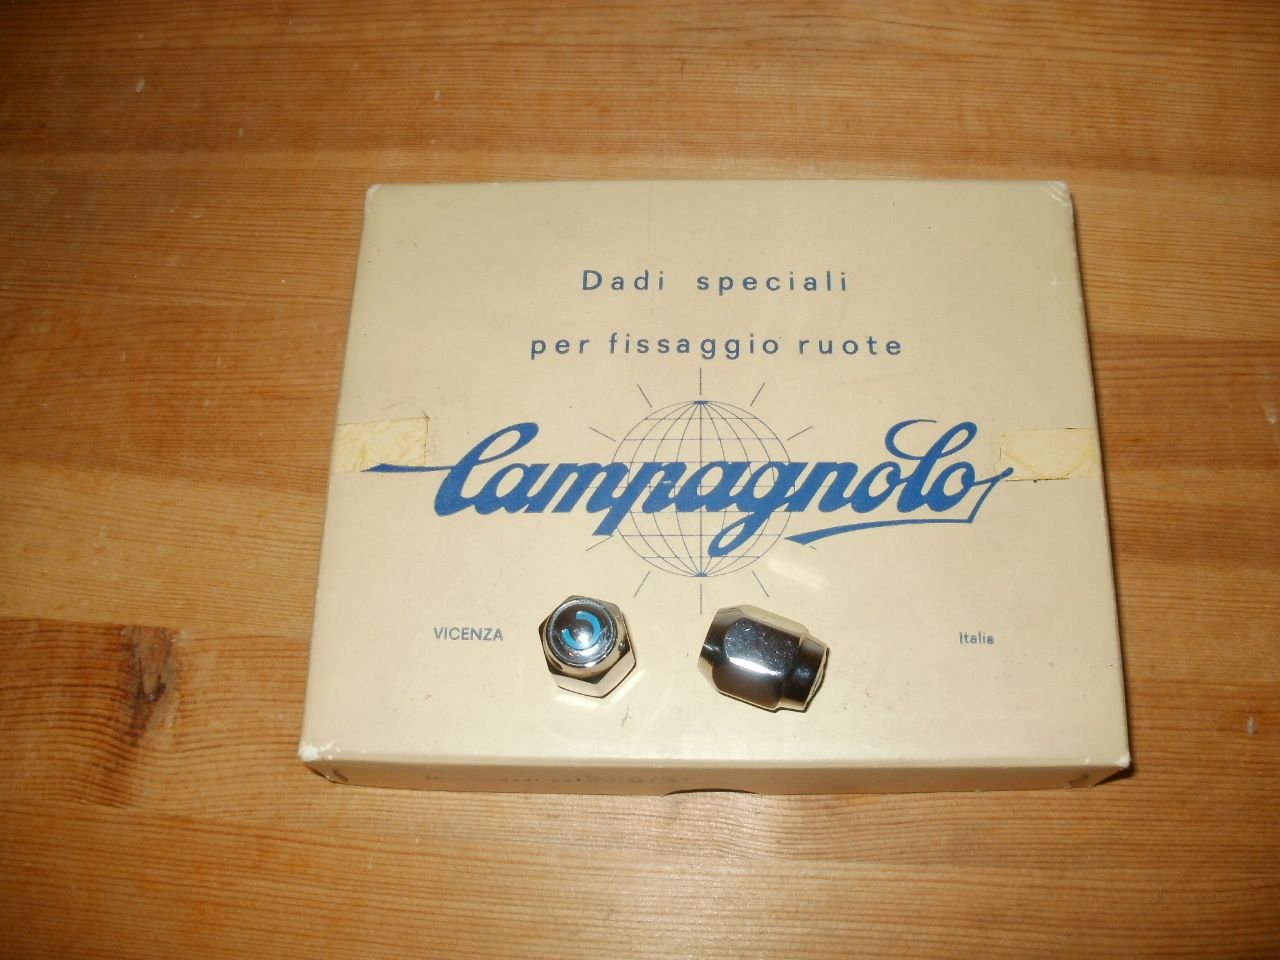 Dadi speciali
per fissaggio ruote
Campagnolo
VICENZA
Italia